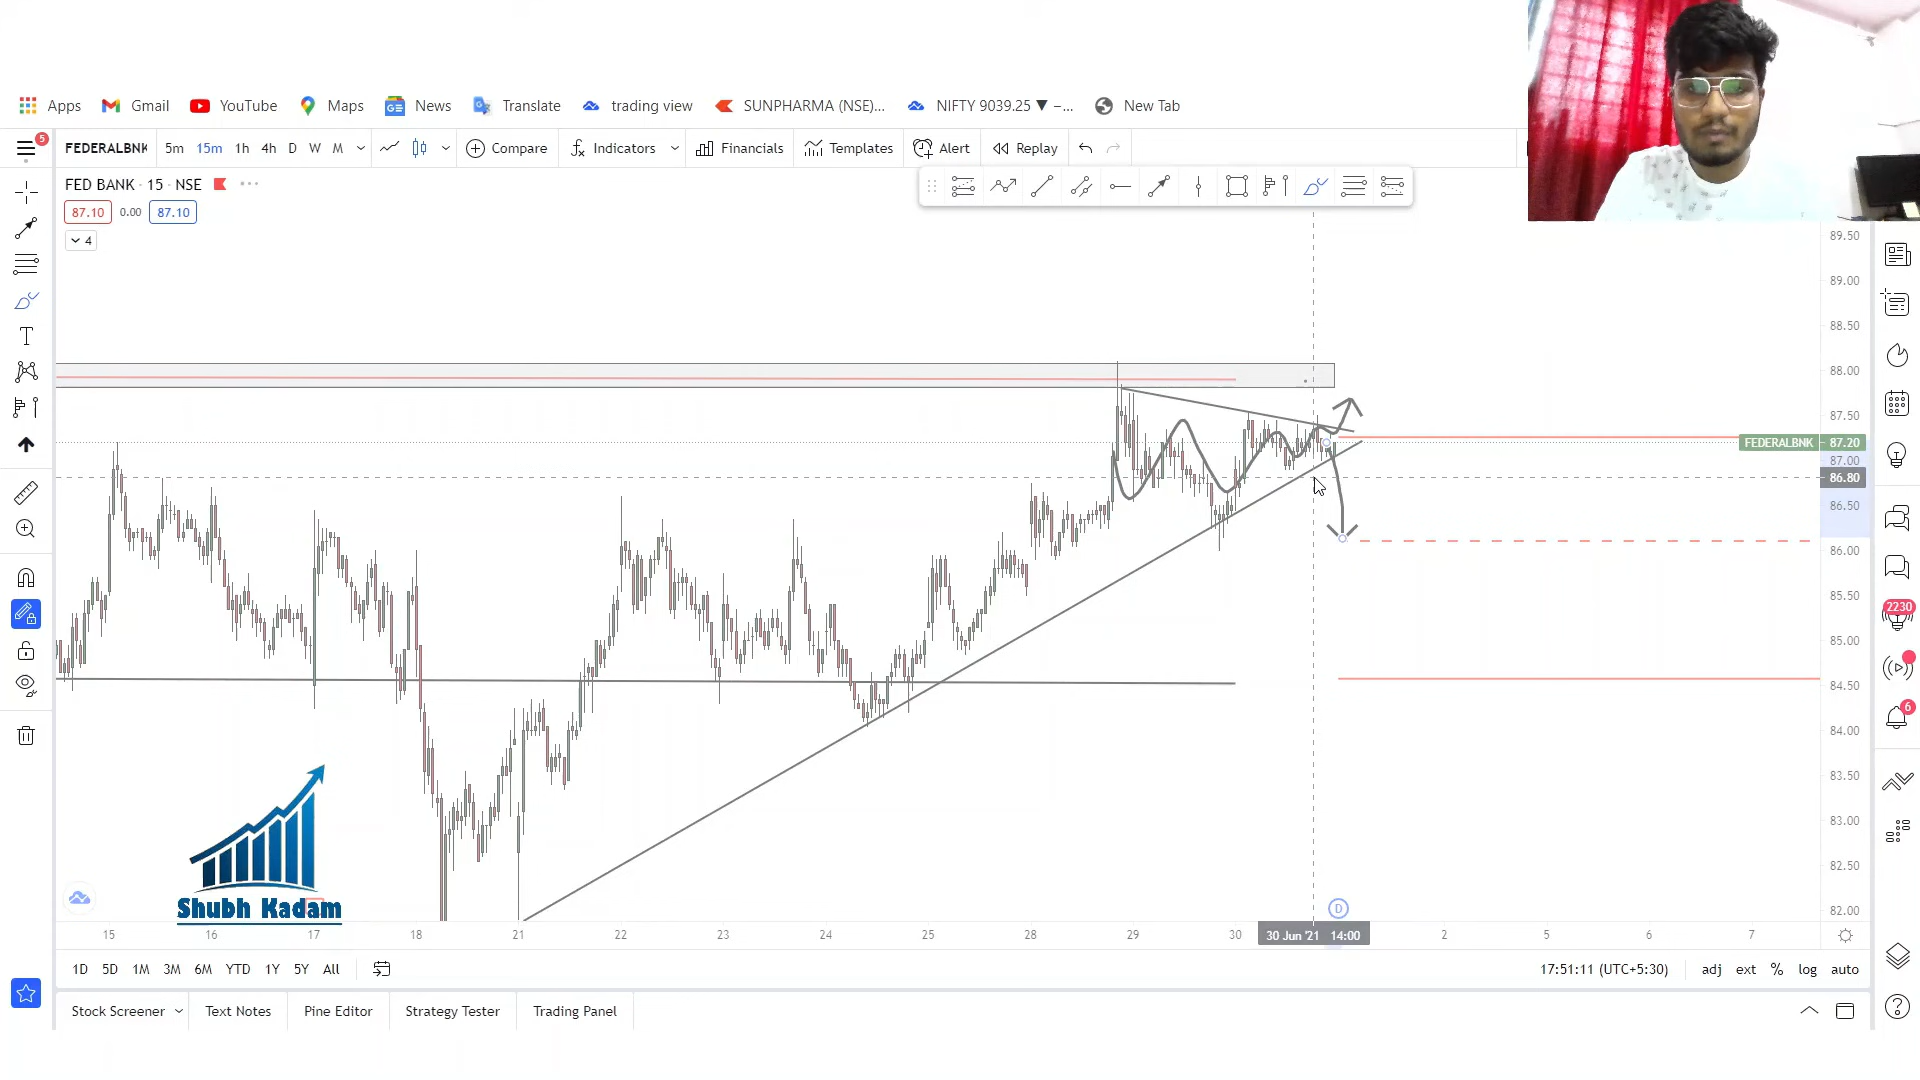 Apps Gmail YouTube Maps News Translate trading view SUNPHARMA (NSE)... NIFTY 9039.25 ▼ –... New Tab
5 FEDERALBNK 5m 15m 1h 4h D W M Compare Indicators Financials Templates Alert Replay
FED BANK · 15 · NSE
87.10 0.00 87.10
4
89.50
89.00
88.50
88.00
87.50
FEDERALBNK 87.20
87.00
86.80
86.50
86.00
85.50
2230
85.00
84.50
6
84.00
83.50
83.00
82.50
82.00
Shubh Kadam
D
15 16 17 18 21 22 23 24 25 28 29 30 30 Jun '21 14:00 2 5 6 7
1D 5D 1M 3M 6M YTD 1Y 5Y All 17:51:11 (UTC+5:30) adj ext % log auto
Stock Screener Text Notes Pine Editor Strategy Tester Trading Panel